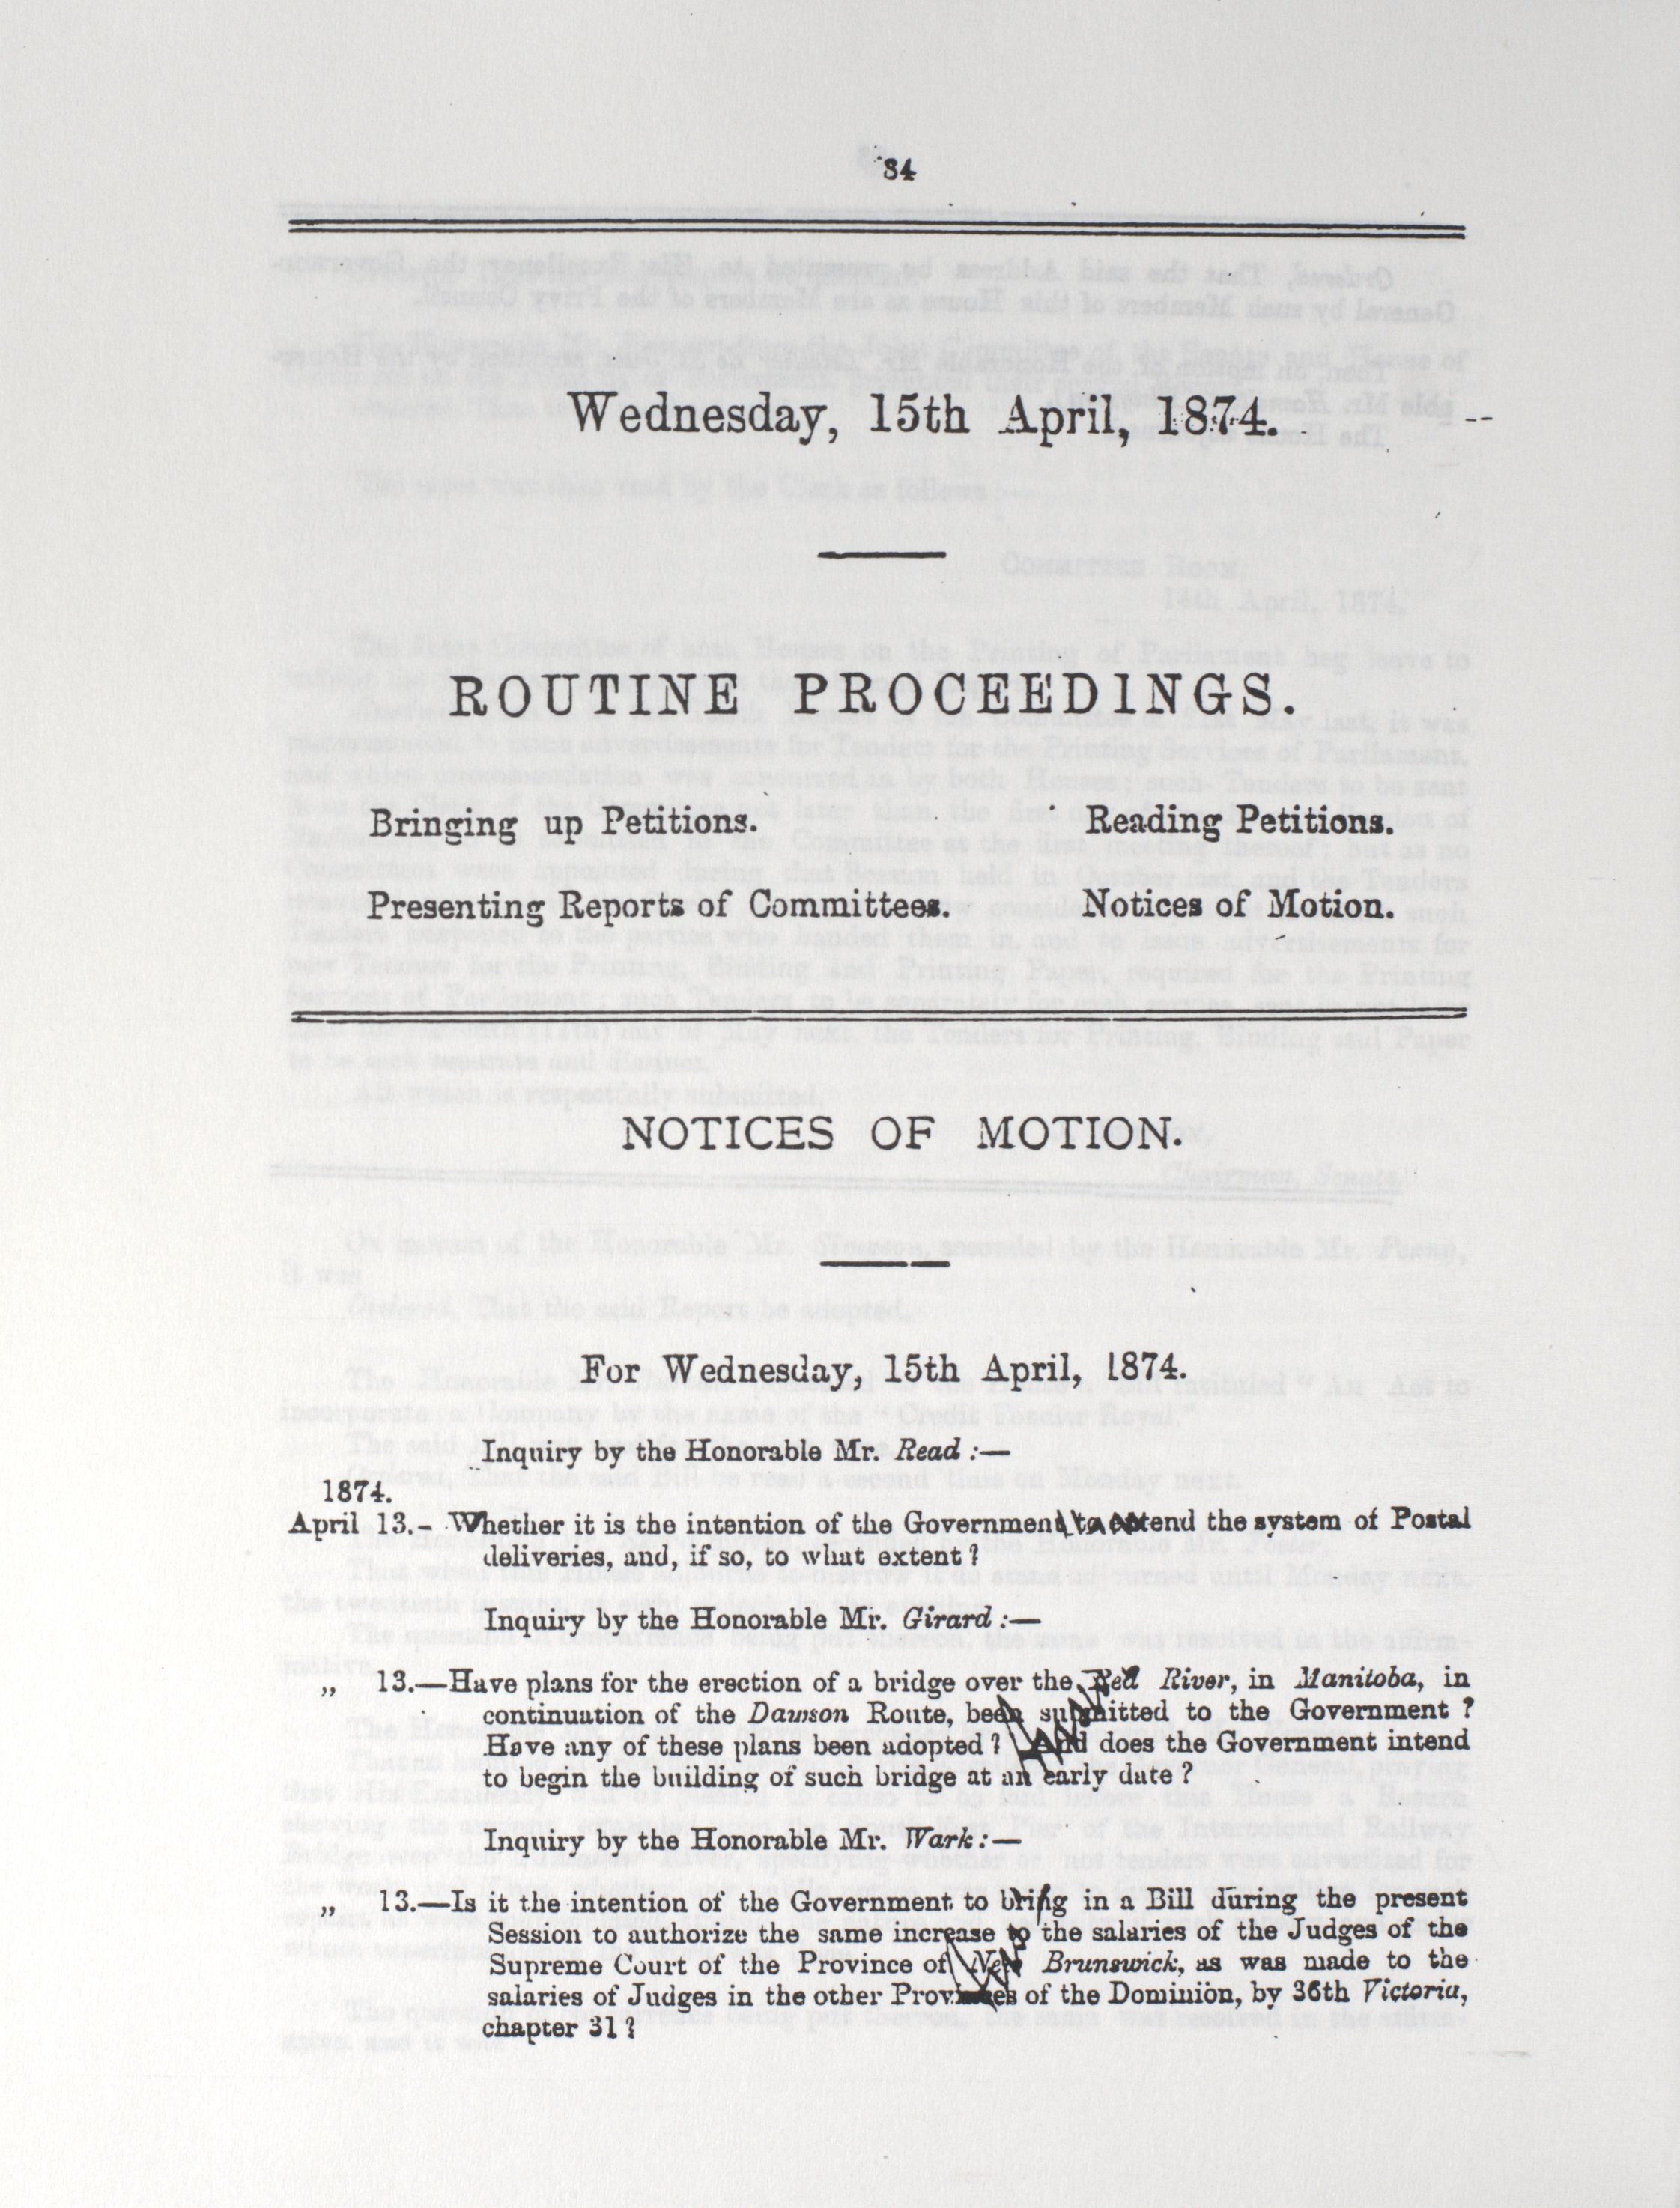 34
Wednesday, 15th April, 1874.
ROUTINE PROCEEDINGS.
Bringing up Petitions. Reading Petitions.
Presenting Reports of Committees. Notices of Motion.
NOTICES OF MOTION.
For Wednesday, 15th April, 1874.
Inquiry by the Honorable Mr. Read :—
1874.
April 13.- Whether it is the intention of the Government to extend the system of Postal
deliveries, and, if so, to what extent?
Inquiry by the Honorable Mr. Girard :—
„ 13.—Have plans for the erection of a bridge over the Red River, in Manitoba, in
continuation of the Dawson Route, been submitted to the Government ?
Have any of these plans been adopted? And does the Government intend
to begin the building of such bridge at an early date ?
Inquiry by the Honorable Mr. Wark :—
„ 13.—Is it the intention of the Government to bring in a Bill during the present
Session to authorize the same increase to the salaries of the Judges of the
Supreme Court of the Province of New Brunswick, as was made to the
salaries of Judges in the other Provinces of the Dominion, by 36th Victoria,
chapter 31?